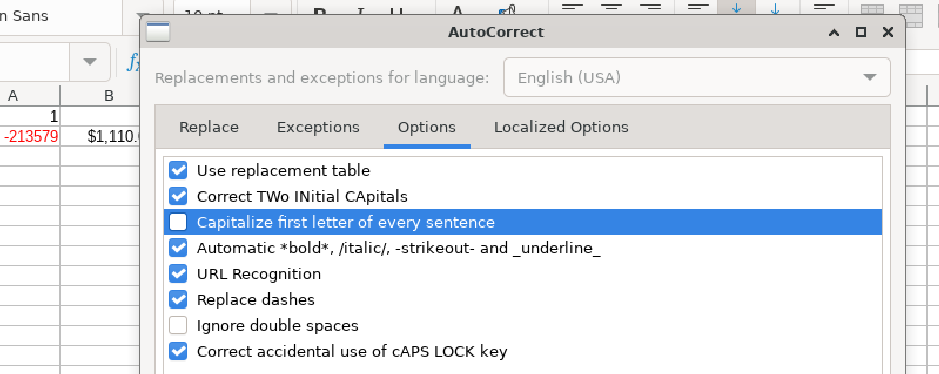 n Sans
10 pt
AutoCorrect
Replacements and exceptions for language: English (USA)
A B
1
-213579 $1,110.
Replace Exceptions Options Localized Options
Use replacement table
Correct TWo INitial CApitals
Capitalize first letter of every sentence
Automatic *bold*, /italic/, -strikeout- and _underline_
URL Recognition
Replace dashes
Ignore double spaces
Correct accidental use of cAPS LOCK key